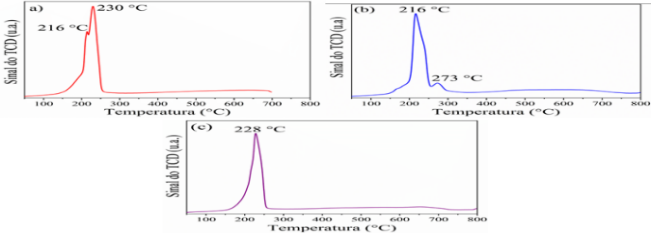 a)
230 °C
216 °C
Sinal do TCD (u.a.)
100 200 300 400 500 600 700 800
Temperatura (°C)
(b)
216 °C
273 °C
Sinal do TCD (u.a.)
100 200 300 400 500 600 700 800
Temperatura (°C)
(c)
228 °C
Sinal do TCD (u.a.)
100 200 300 400 500 600 700 800
Temperatura (°C)